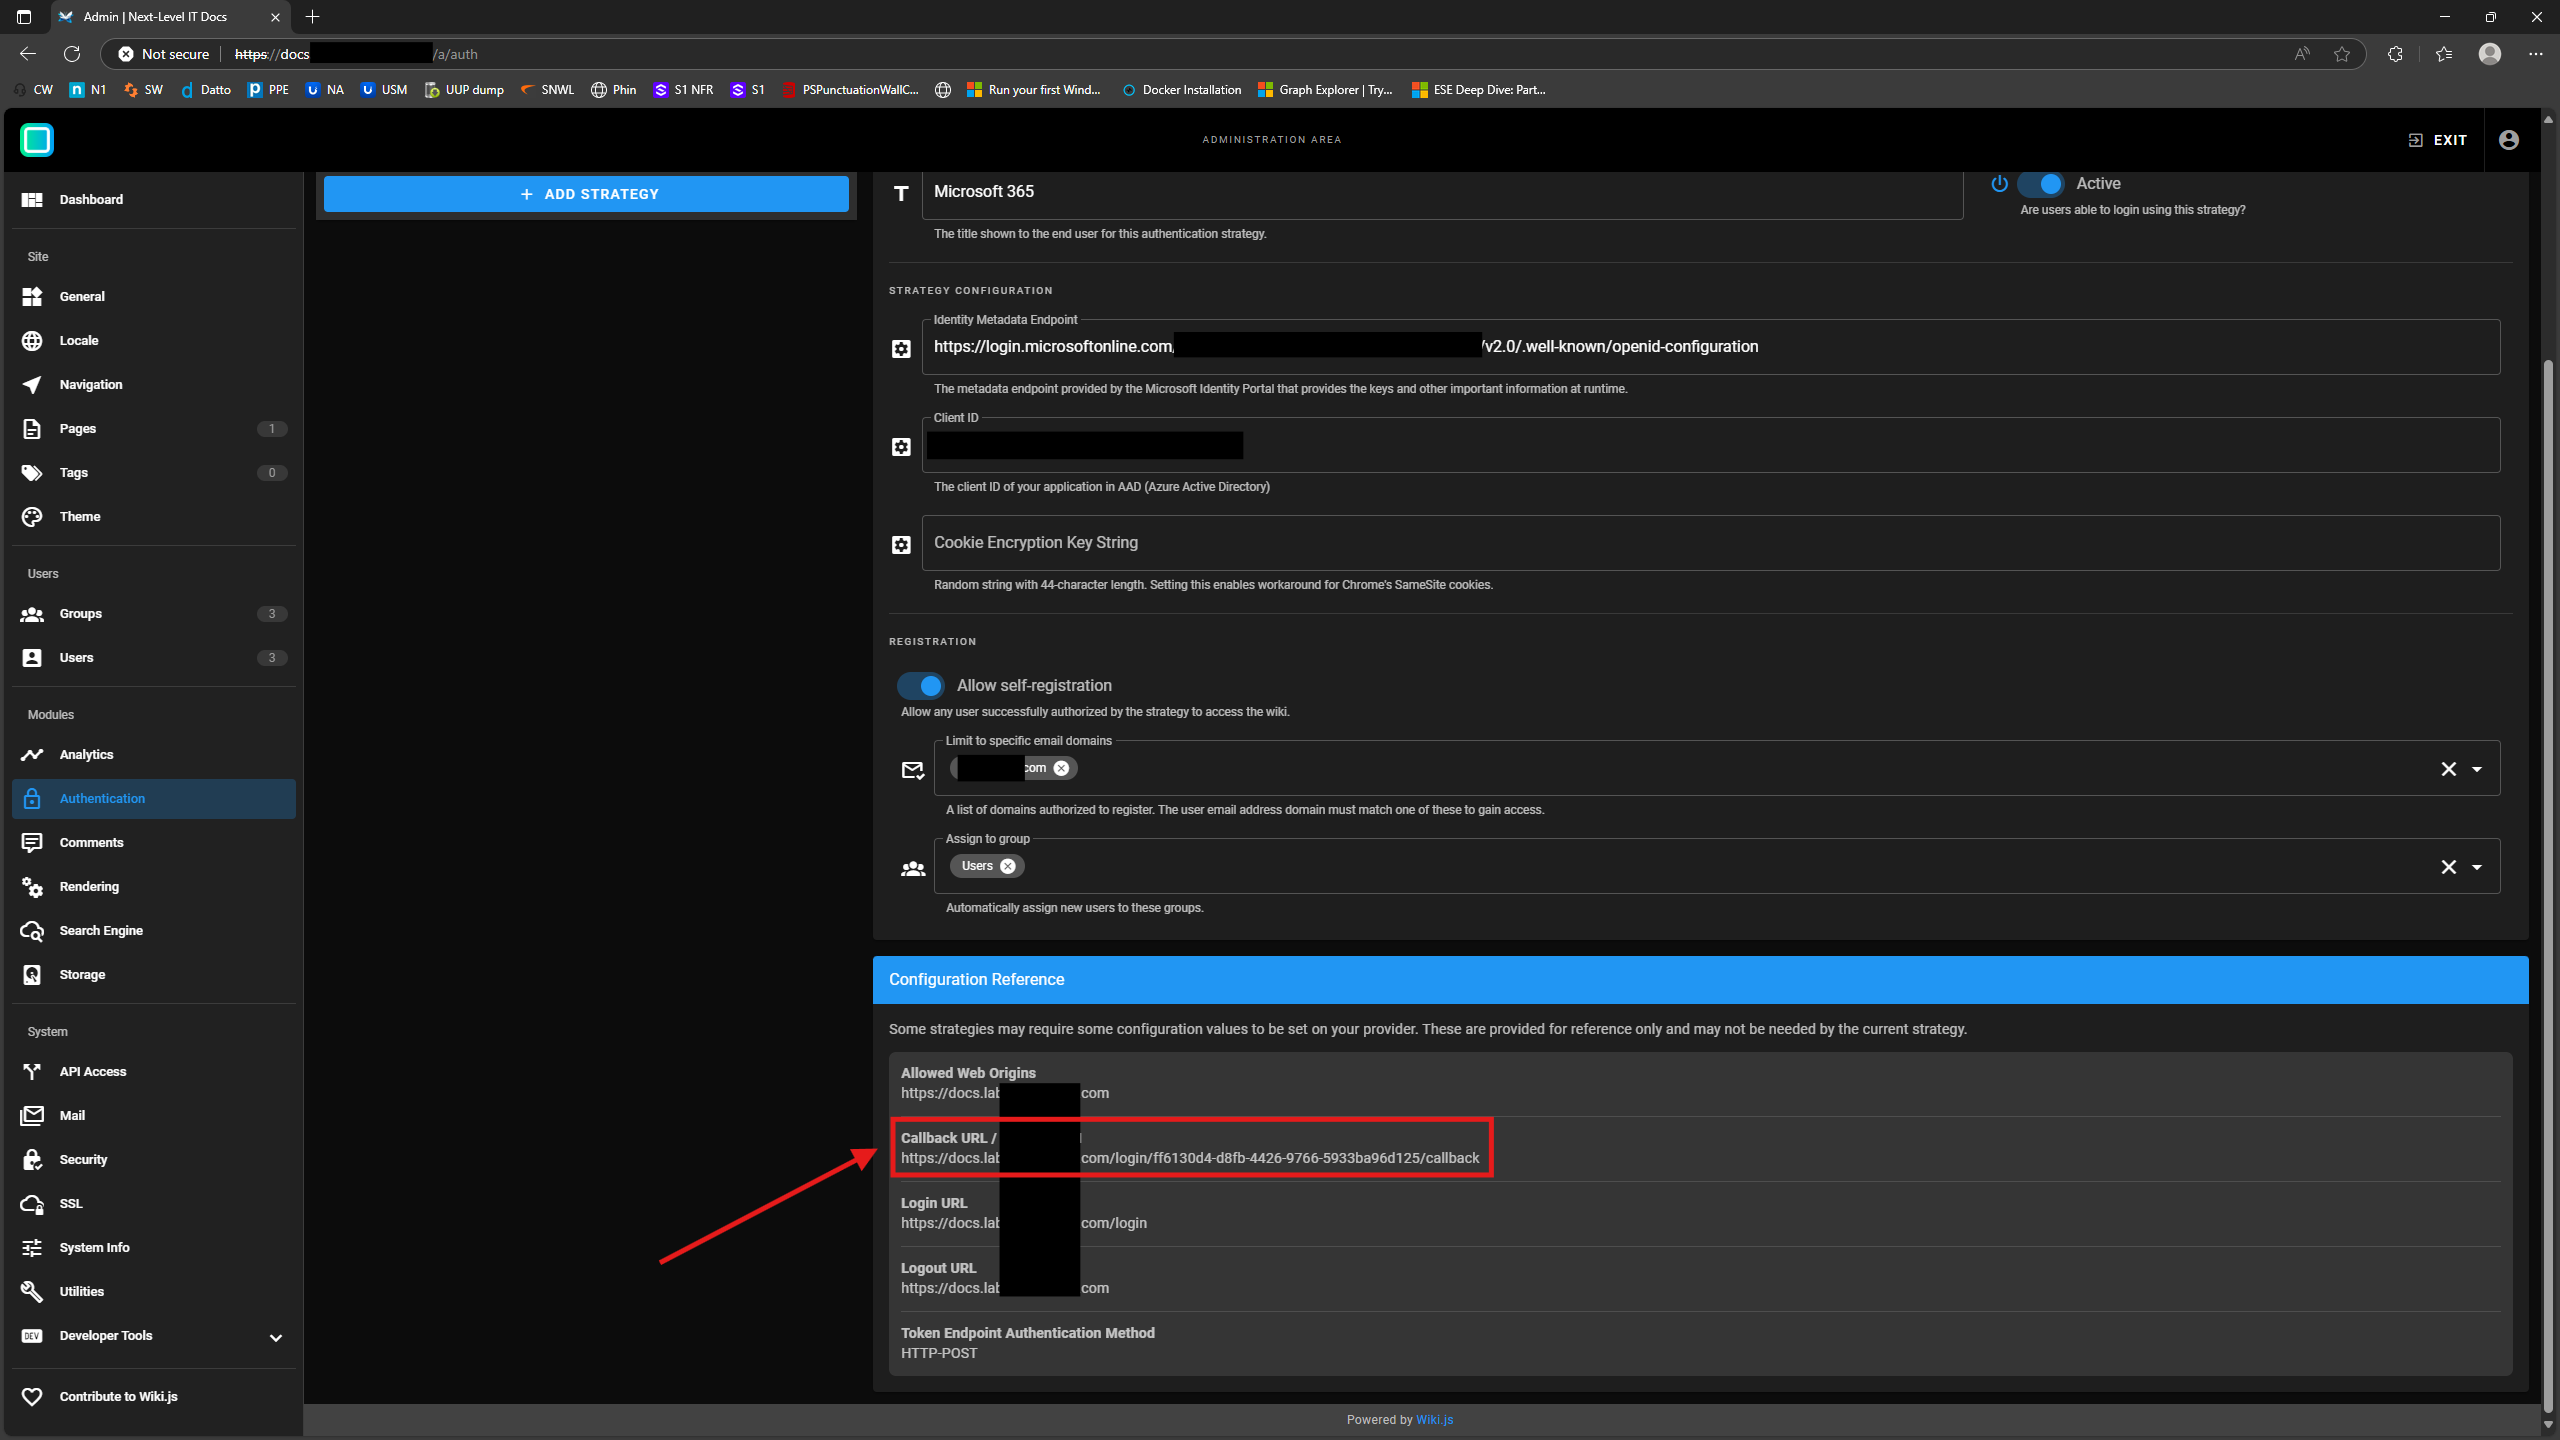 Admin | Next-Level IT Docs
Not secure https://docs /a/auth
CW N1 SW Datto PPE NA USM UUP dump SNWL Phin S1 NFR S1 PSPunctuationWallC... Run your first Wind... Docker Installation Graph Explorer | Try... ESE Deep Dive: Part...
ADMINISTRATION AREA
EXIT
Dashboard
Site
General
Locale
Navigation
Pages 1
Tags 0
Theme
Users
Groups 3
Users 3
Modules
Analytics
Authentication
Comments
Rendering
Search Engine
Storage
System
API Access
Mail
Security
SSL
System Info
Utilities
DEV Developer Tools
Contribute to Wiki.js
+ ADD STRATEGY
Microsoft 365
The title shown to the end user for this authentication strategy.
Active
Are users able to login using this strategy?
STRATEGY CONFIGURATION
Identity Metadata Endpoint
https://login.microsoftonline.com/ /v2.0/.well-known/openid-configuration
The metadata endpoint provided by the Microsoft Identity Portal that provides the keys and other important information at runtime.
Client ID
The client ID of your application in AAD (Azure Active Directory)
Cookie Encryption Key String
Random string with 44-character length. Setting this enables workaround for Chrome's SameSite cookies.
REGISTRATION
Allow self-registration
Allow any user successfully authorized by the strategy to access the wiki.
Limit to specific email domains
com
A list of domains authorized to register. The user email address domain must match one of these to gain access.
Assign to group
Users
Automatically assign new users to these groups.
Configuration Reference
Some strategies may require some configuration values to be set on your provider. These are provided for reference only and may not be needed by the current strategy.
Allowed Web Origins
https://docs.lab com
Callback URL /
https://docs.lab com/login/ff6130d4-d8fb-4426-9766-5933ba96d125/callback
Login URL
https://docs.lab com/login
Logout URL
https://docs.lab com
Token Endpoint Authentication Method
HTTP-POST
Powered by Wiki.js